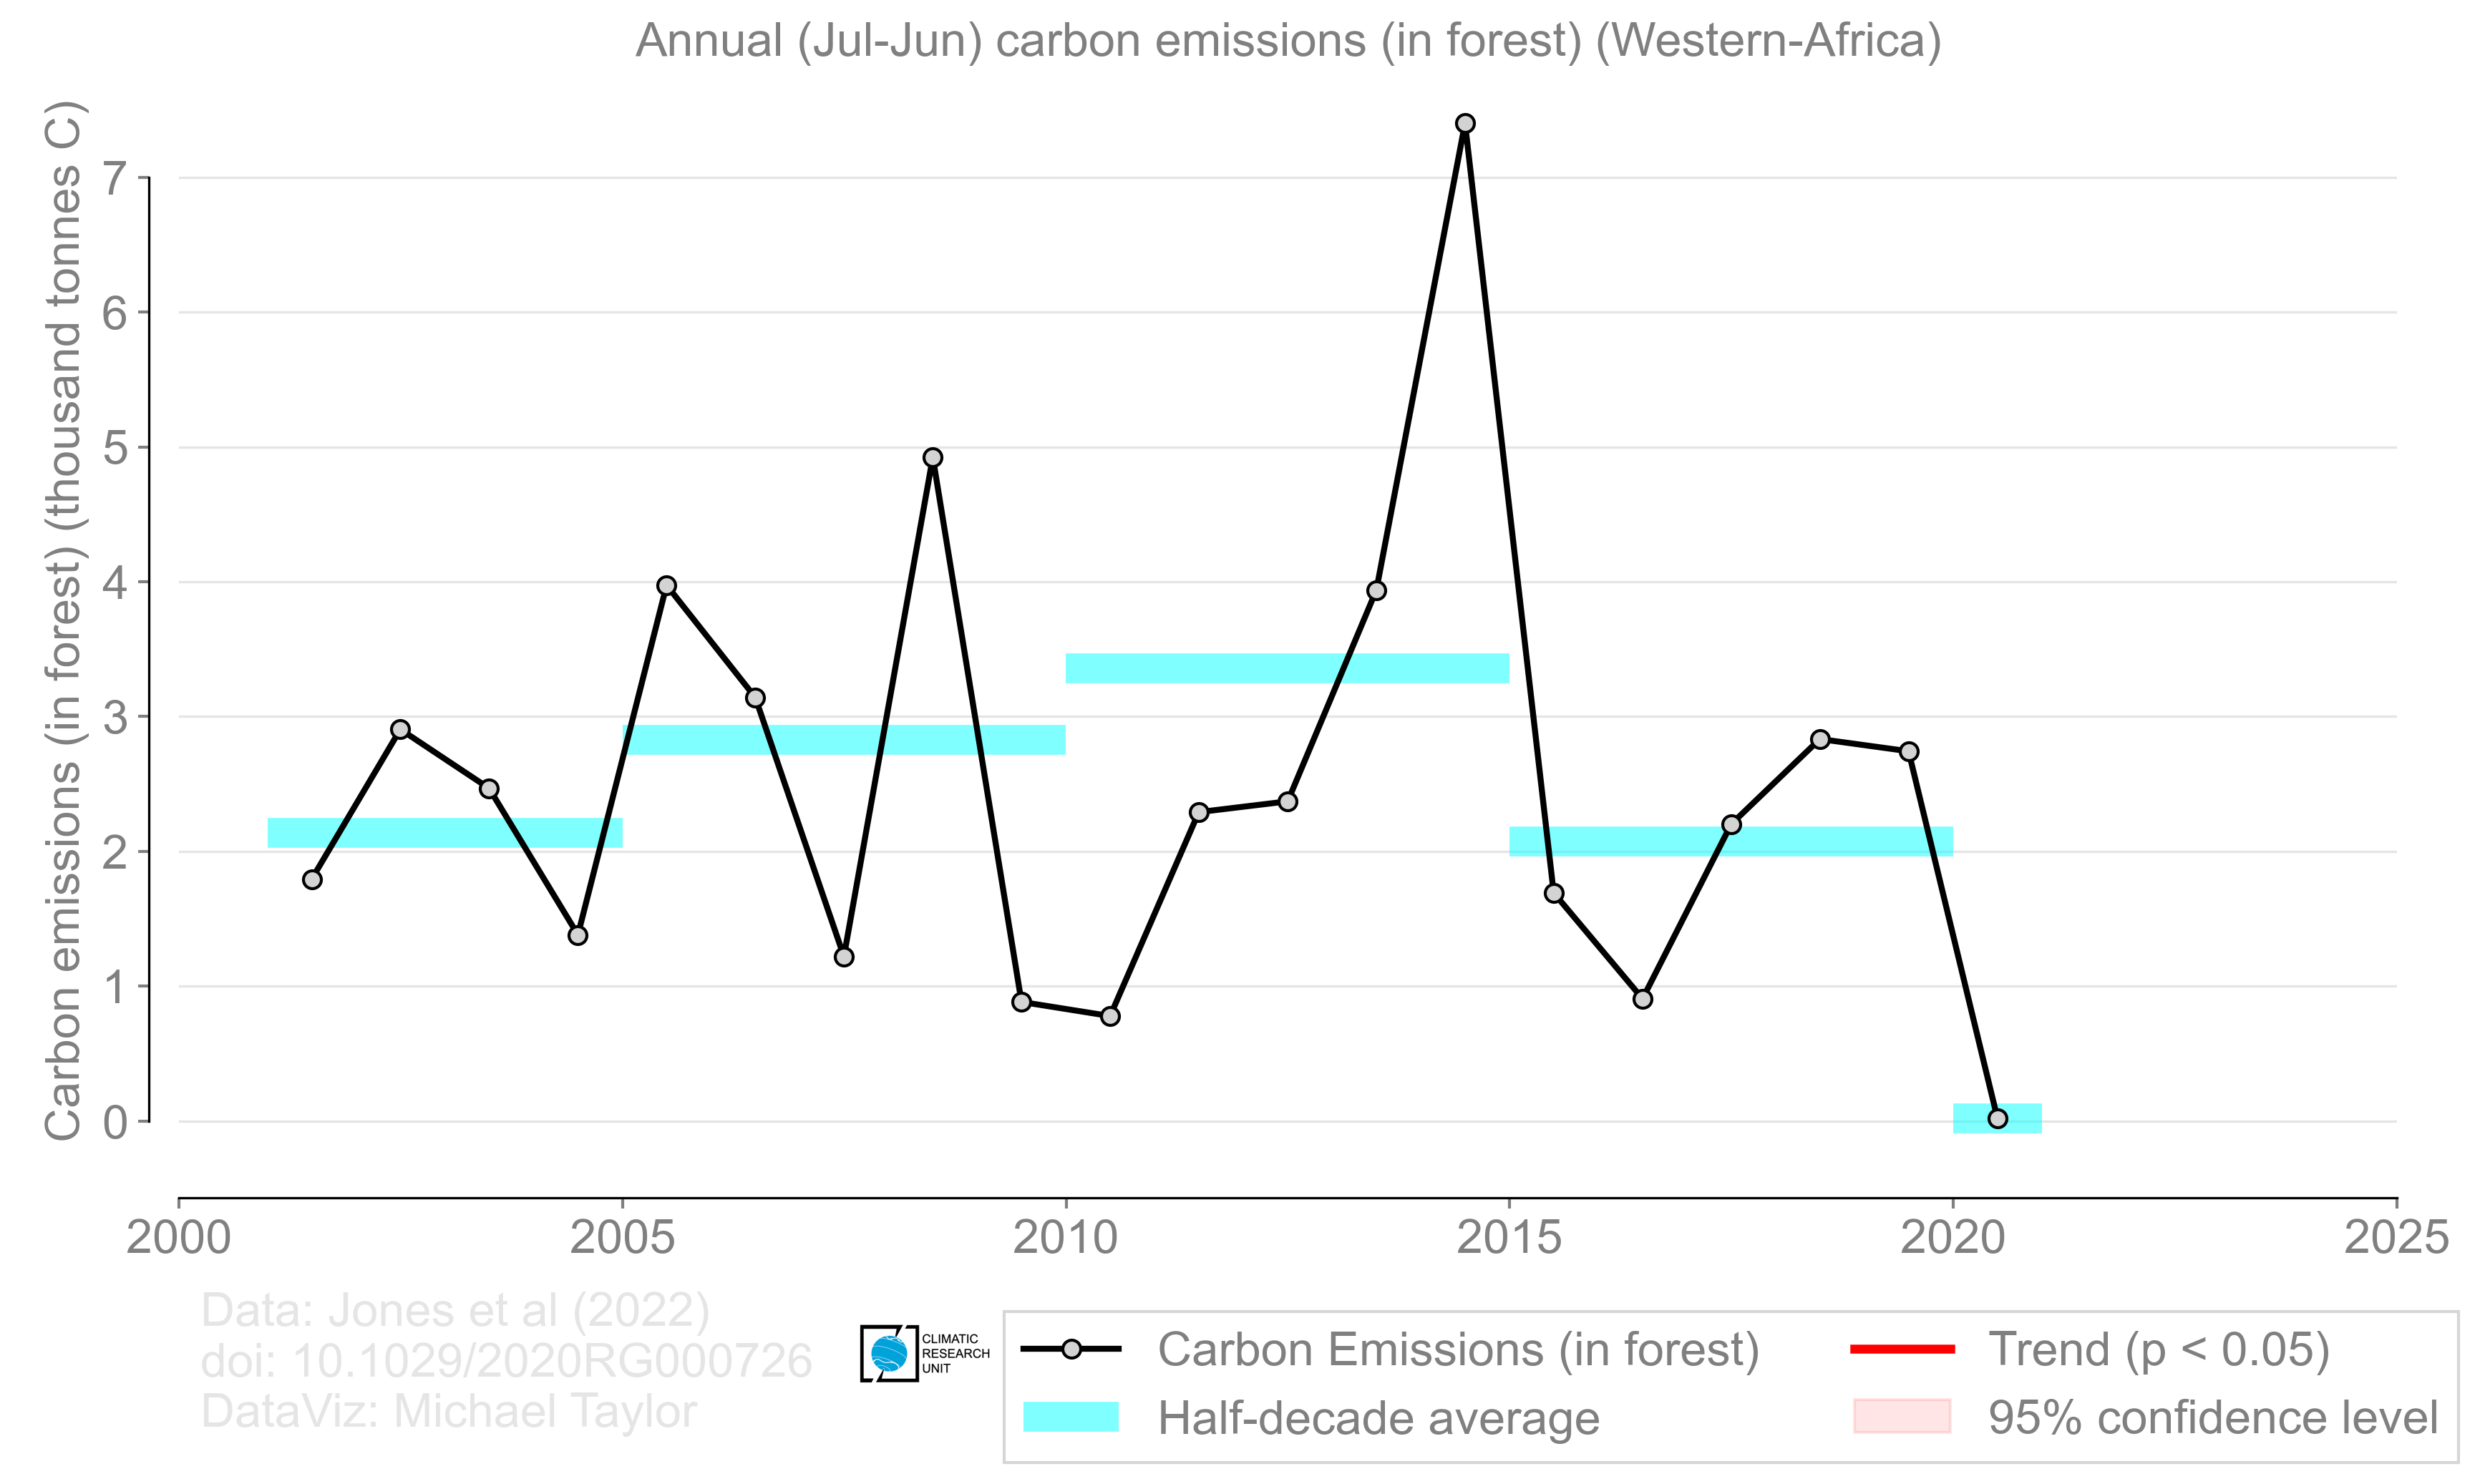 Annual (Jul-Jun) carbon emissions (in forest) (Western-Africa)
Carbon emissions (in forest) (thousand tonnes C)
7
6
5
4
3
2
1
0
2000 2005 2010 2015 2020 2025
Data: Jones et al (2022)
doi: 10.1029/2020RG000726
DataViz: Michael Taylor
CLIMATIC
RESEARCH
UNIT
Carbon Emissions (in forest)
Half-decade average
Trend (p < 0.05)
95% confidence level